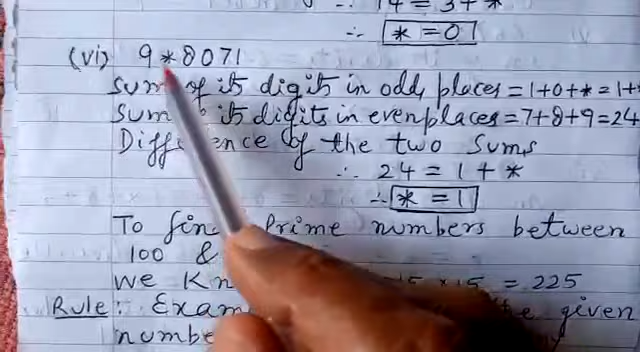 ∴ 14 = 3 + *
∴ * = 01
(vi) 9*8071
Sum of its digits in odd places = 1+0+* = 1+*
Sum its digits in even places = 7+8+9 = 24
Difference of the two sums
∴ 24 = 1 + *
∴ * = 1
To find Prime numbers between
100 &
We Kn 15 × 15 = 225
Rule: Exam the given
numbe